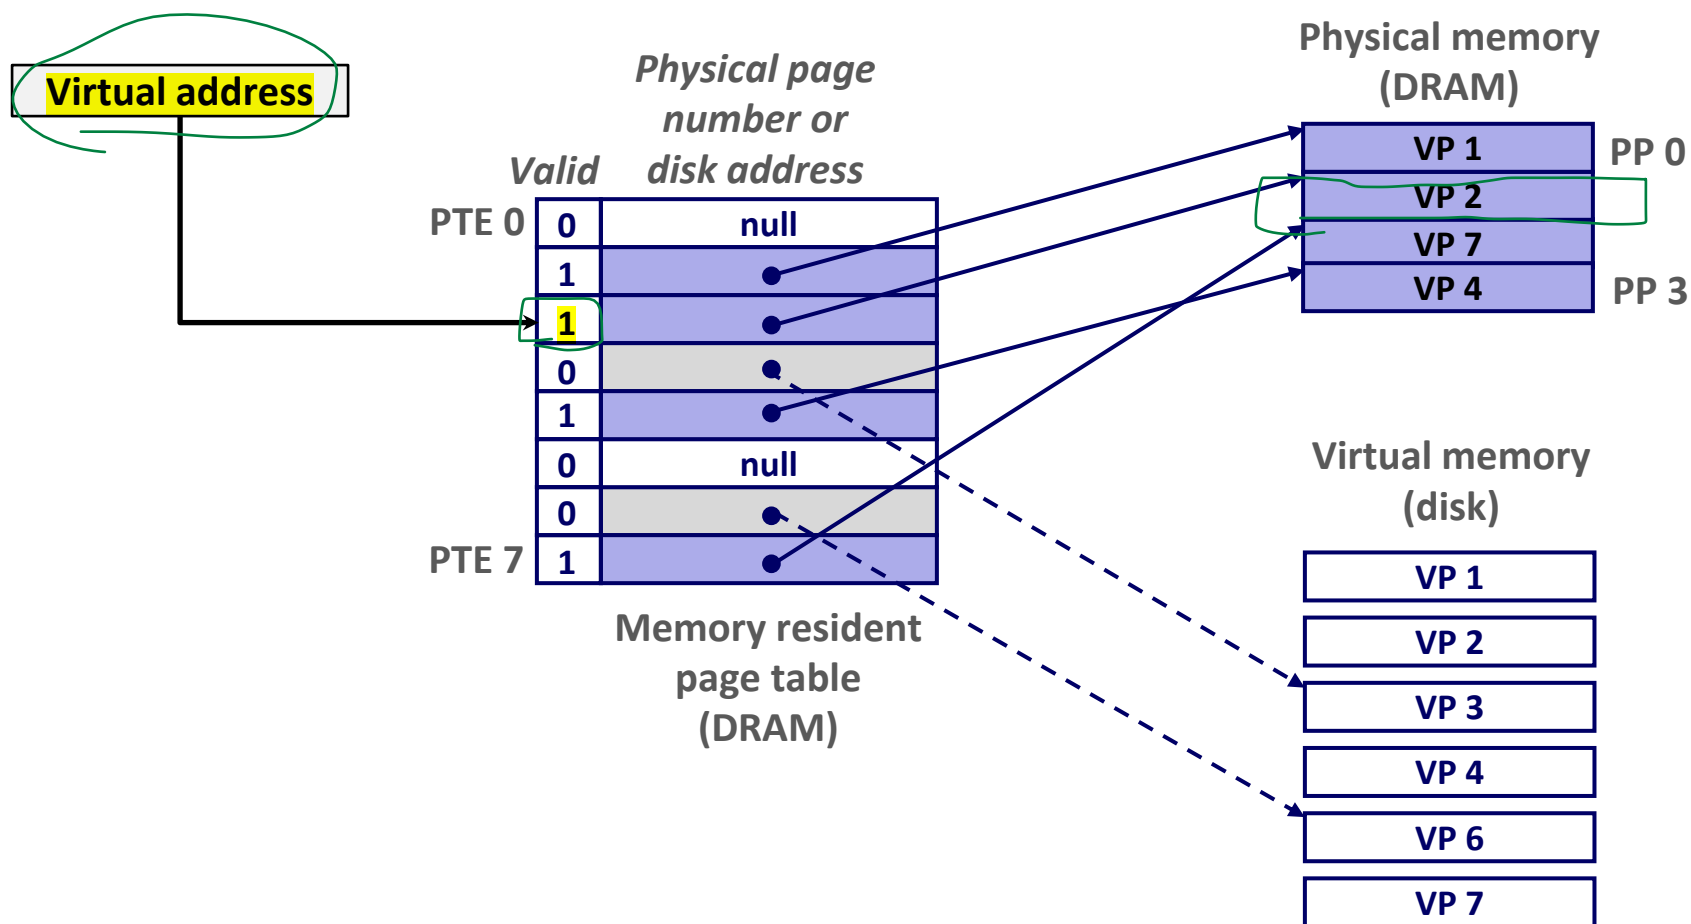 Virtual address
Physical page
number or
disk address
Valid
PTE 0
0
null
1
1
0
1
0
null
0
PTE 7
1
Memory resident
page table
(DRAM)
Physical memory
(DRAM)
VP 1
PP 0
VP 2
VP 7
VP 4
PP 3
Virtual memory
(disk)
VP 1
VP 2
VP 3
VP 4
VP 6
VP 7